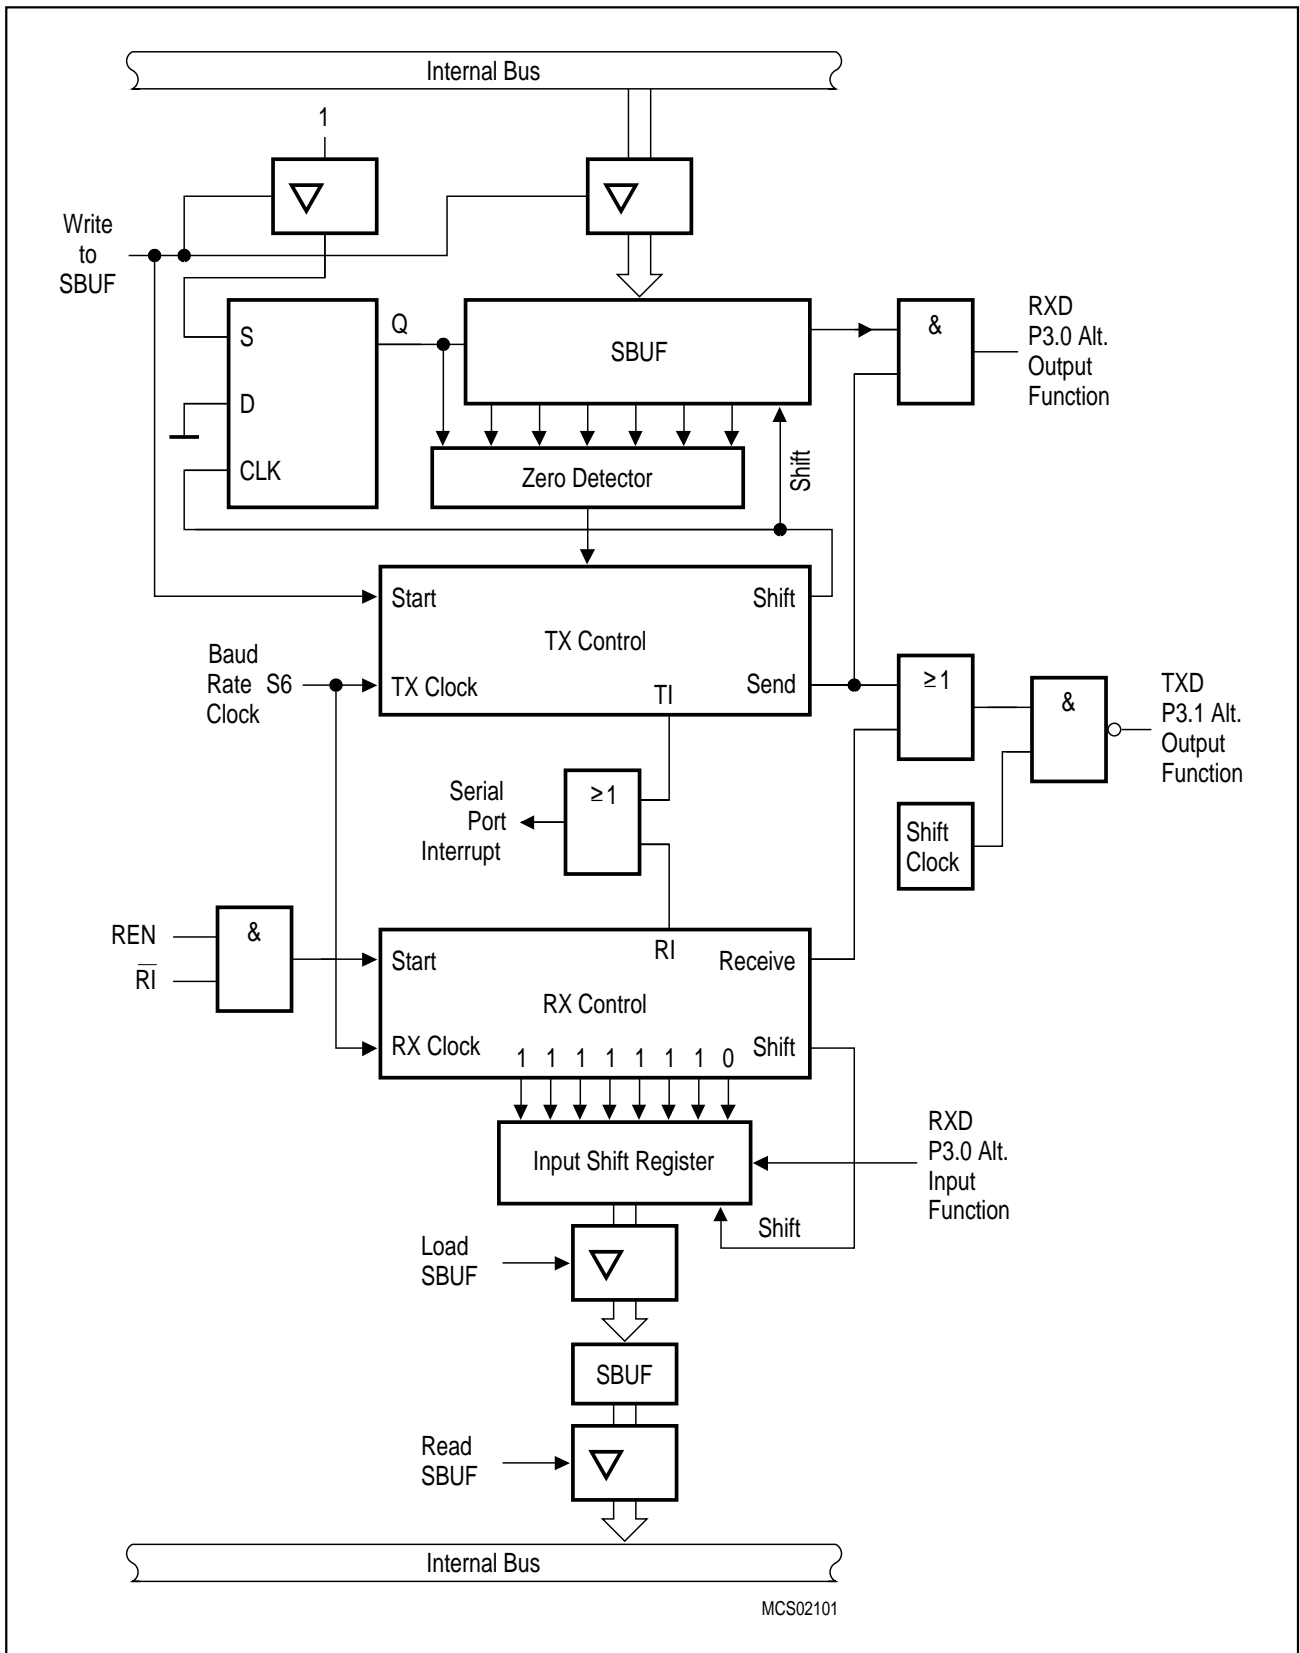 Internal Bus
1
Write
to
SBUF
S
D
CLK
Q
SBUF
&
RXD
P3.0 Alt.
Output
Function
Zero Detector
Shift
Start
Shift
TX Control
Baud
Rate S6
Clock
TX Clock
TI
Send
≥1
&
TXD
P3.1 Alt.
Output
Function
Serial
Port
Interrupt
≥1
Shift
Clock
REN
R̅I̅
&
Start
RI
Receive
RX Control
RX Clock
1 1 1 1 1 1 1 0
Shift
Input Shift Register
RXD
P3.0 Alt.
Input
Function
Shift
Load
SBUF
SBUF
Read
SBUF
Internal Bus
MCS02101